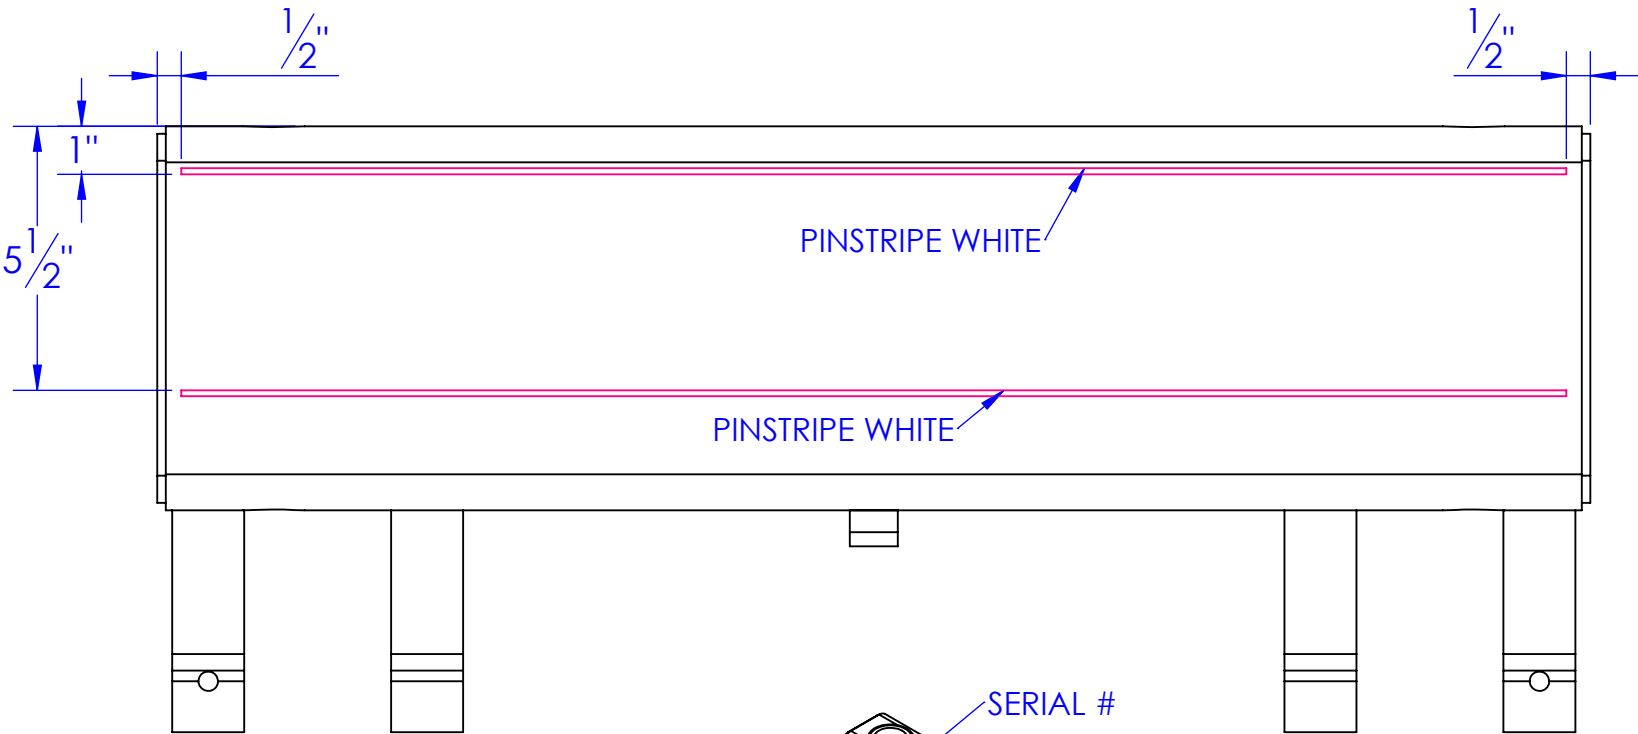 1/2"
1/2"
1"
5 1/2"
PINSTRIPE WHITE
PINSTRIPE WHITE
SERIAL #